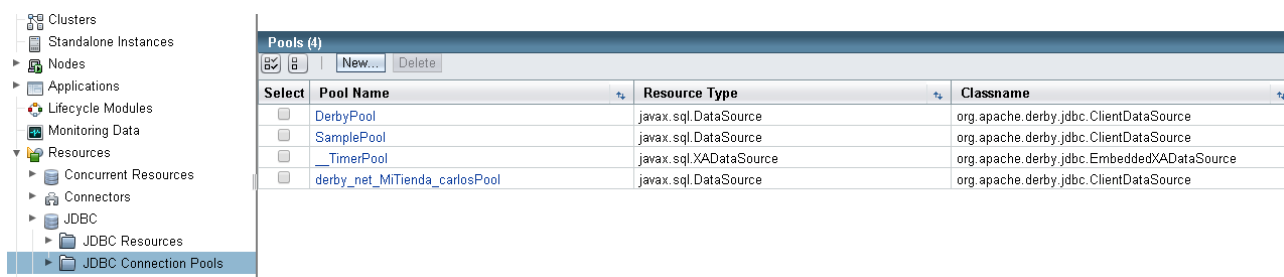 Clusters
Standalone Instances
Nodes
Applications
Lifecycle Modules
Monitoring Data
Resources
Concurrent Resources
Connectors
JDBC
JDBC Resources
JDBC Connection Pools
Pools (4)
New... Delete
Select Pool Name Resource Type Classname
DerbyPool javax.sql.DataSource org.apache.derby.jdbc.ClientDataSource
SamplePool javax.sql.DataSource org.apache.derby.jdbc.ClientDataSource
__TimerPool javax.sql.XADataSource org.apache.derby.jdbc.EmbeddedXADataSource
derby_net_MiTienda_carlosPool javax.sql.DataSource org.apache.derby.jdbc.ClientDataSource